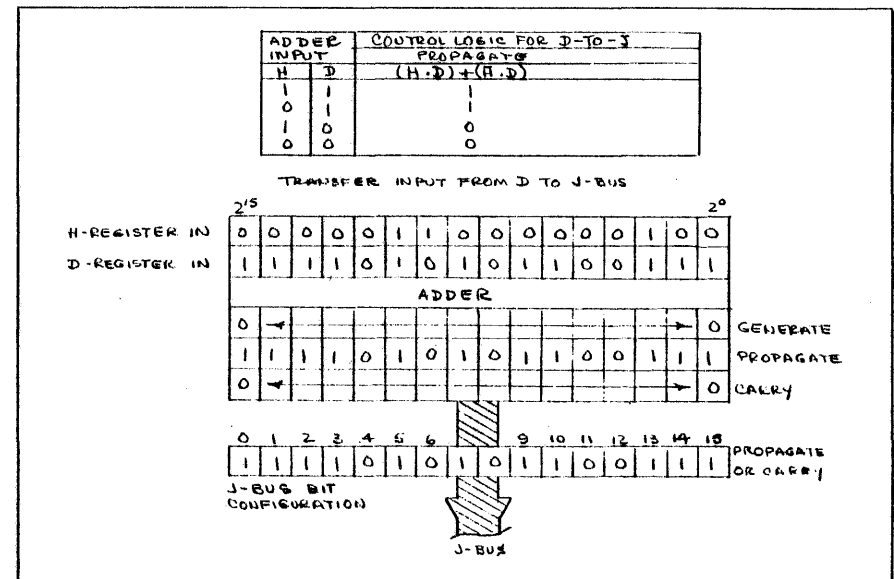 ADDER CONTROL LOGIC FOR D-TO-J
INPUT PROPAGATE
H D (H·D)+(H̅·D)
1 1 1
0 1 1
1 0 0
0 0 0
TRANSFER INPUT FROM D TO J-BUS
2¹⁵ 2⁰
H-REGISTER IN 0 0 0 0 0 1 1 0 0 0 0 0 0 1 0 0
D-REGISTER IN 1 1 1 1 0 1 0 1 0 1 1 0 0 1 1 1
ADDER
0 0 GENERATE
1 1 1 1 0 1 0 1 0 1 1 0 0 1 1 1 PROPAGATE
0 0 CARRY
0 1 2 3 4 5 6 9 10 11 12 13 14 15
1 1 1 1 0 1 0 1 0 1 1 0 0 1 1 1 PROPAGATE
OR CARRY
J-BUS BIT
CONFIGURATION
J-BUS